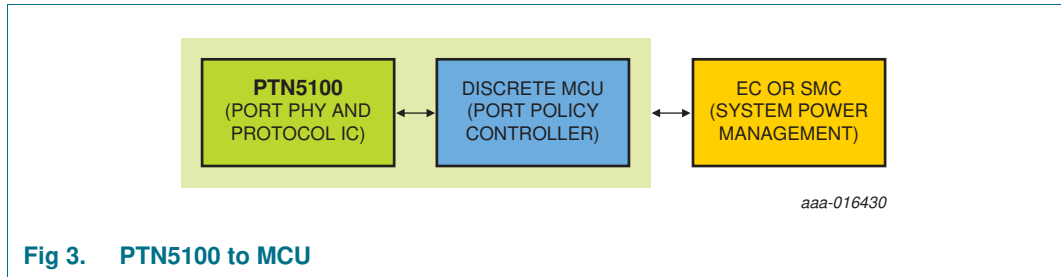 PTN5100
(PORT PHY AND
PROTOCOL IC)
DISCRETE MCU
(PORT POLICY
CONTROLLER)
EC OR SMC
(SYSTEM POWER
MANAGEMENT)
aaa-016430
Fig 3. PTN5100 to MCU